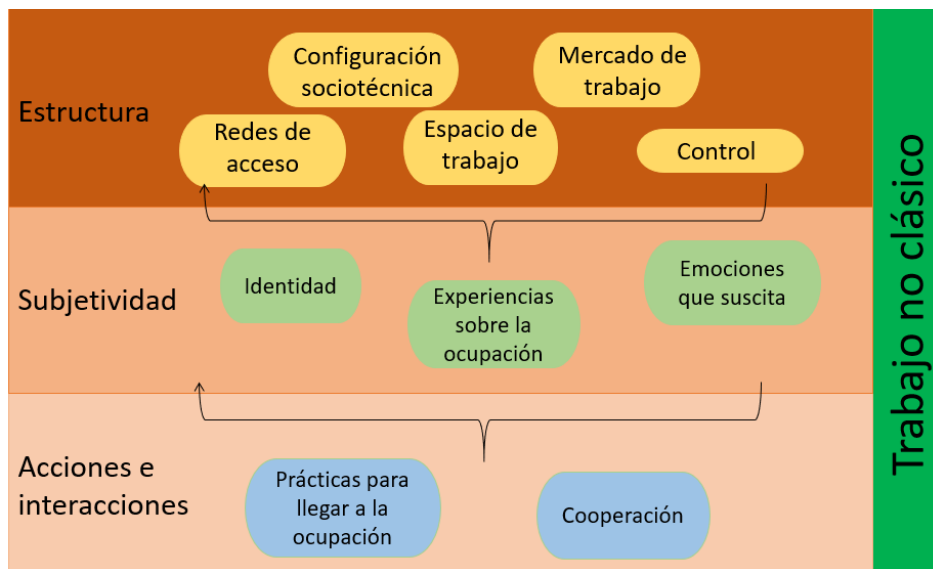 Estructura
Configuración
sociotécnica
Mercado de
trabajo
Redes de
acceso
Espacio de
trabajo
Control
Subjetividad
Identidad
Experiencias
sobre la
ocupación
Emociones
que suscita
Acciones e
interacciones
Prácticas para
llegar a la
ocupación
Cooperación
Trabajo no clásico